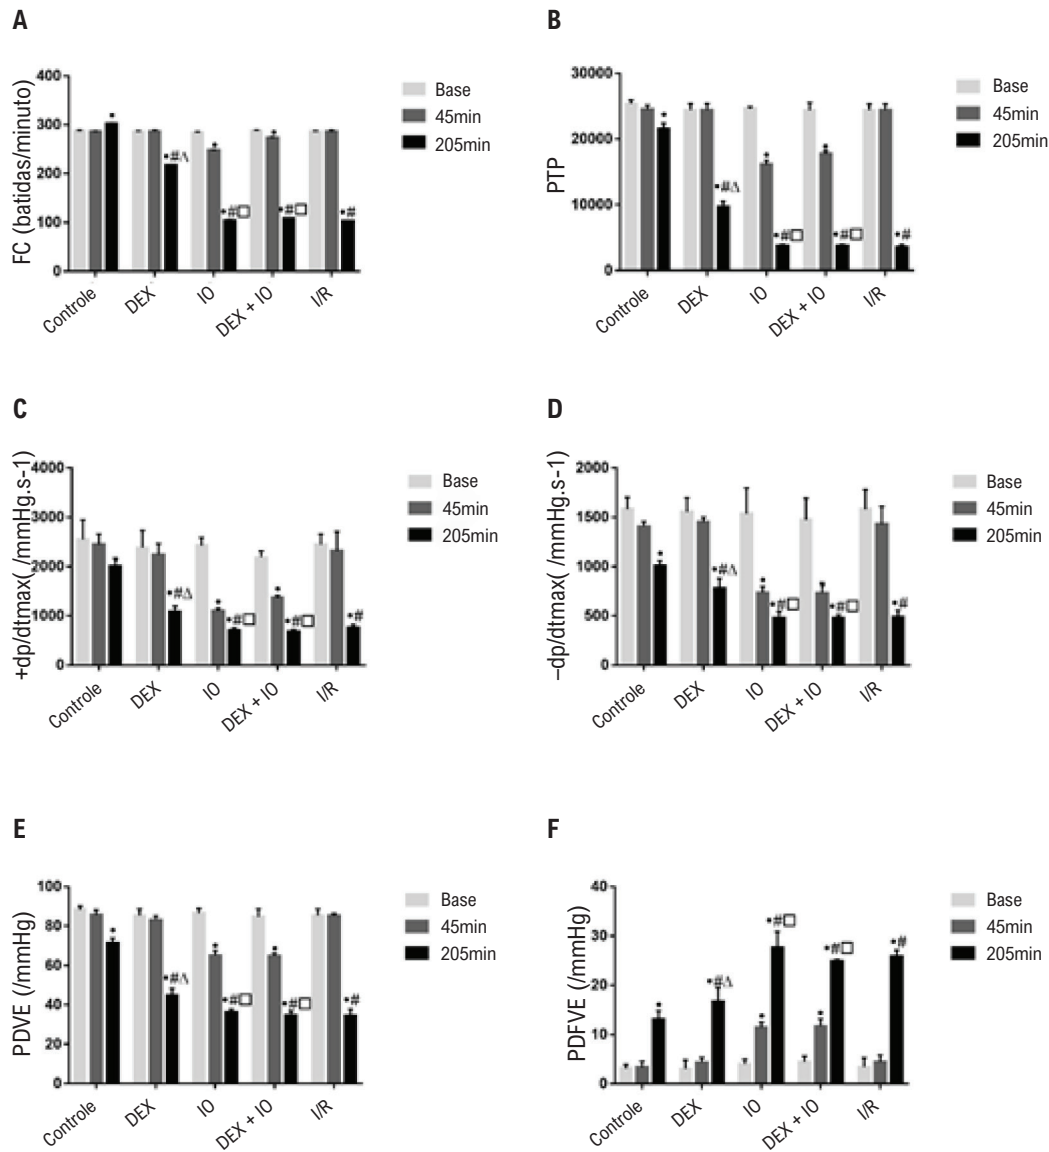 A
FC (batidas/minuto)
400
300
200
100
0
*
*#Δ
*
*#□
*
*#□
*#
Controle
DEX
IO
DEX + IO
I/R
Base
45min
205min
B
PTP
30000
20000
10000
0
*
*#Δ
*
*#□
*
*#□
*#
Controle
DEX
IO
DEX + IO
I/R
Base
45min
205min
C
+dp/dtmax( /mmHg.s-1)
4000
3000
2000
1000
0
*#Δ
*
*#□
*
*#□
*#
Controle
DEX
IO
DEX + IO
I/R
Base
45min
205min
D
–dp/dtmax( /mmHg.s-1)
2000
1500
1000
500
0
*
*#Δ
*
*#□
*#□
*#
Controle
DEX
IO
DEX + IO
I/R
Base
45min
205min
E
PDVE (/mmHg)
100
80
60
40
20
0
*
*#Δ
*
*#□
*
*#□
*#
Controle
DEX
IO
DEX + IO
I/R
Base
45min
205min
F
PDFVE (/mmHg)
40
30
20
10
0
*
*#Δ
*
*#□
*
*#□
*#
Controle
DEX
IO
DEX + IO
I/R
Base
45min
205min